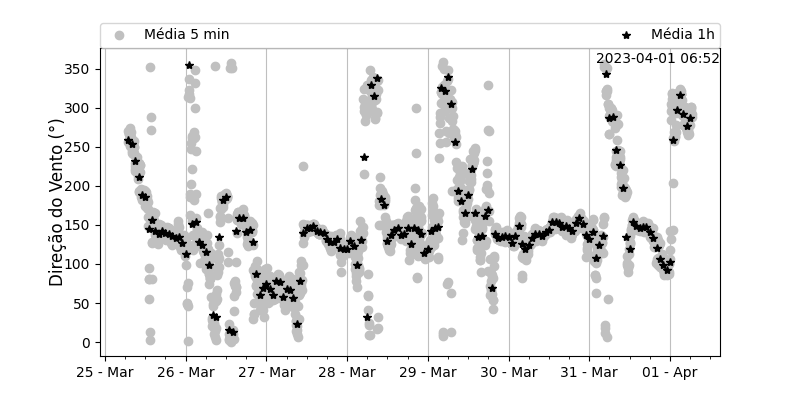 Média 5 min
Média 1h
2023-04-01 06:52
Direção do Vento (°)
350
300
250
200
150
100
50
0
25 - Mar
26 - Mar
27 - Mar
28 - Mar
29 - Mar
30 - Mar
31 - Mar
01 - Apr